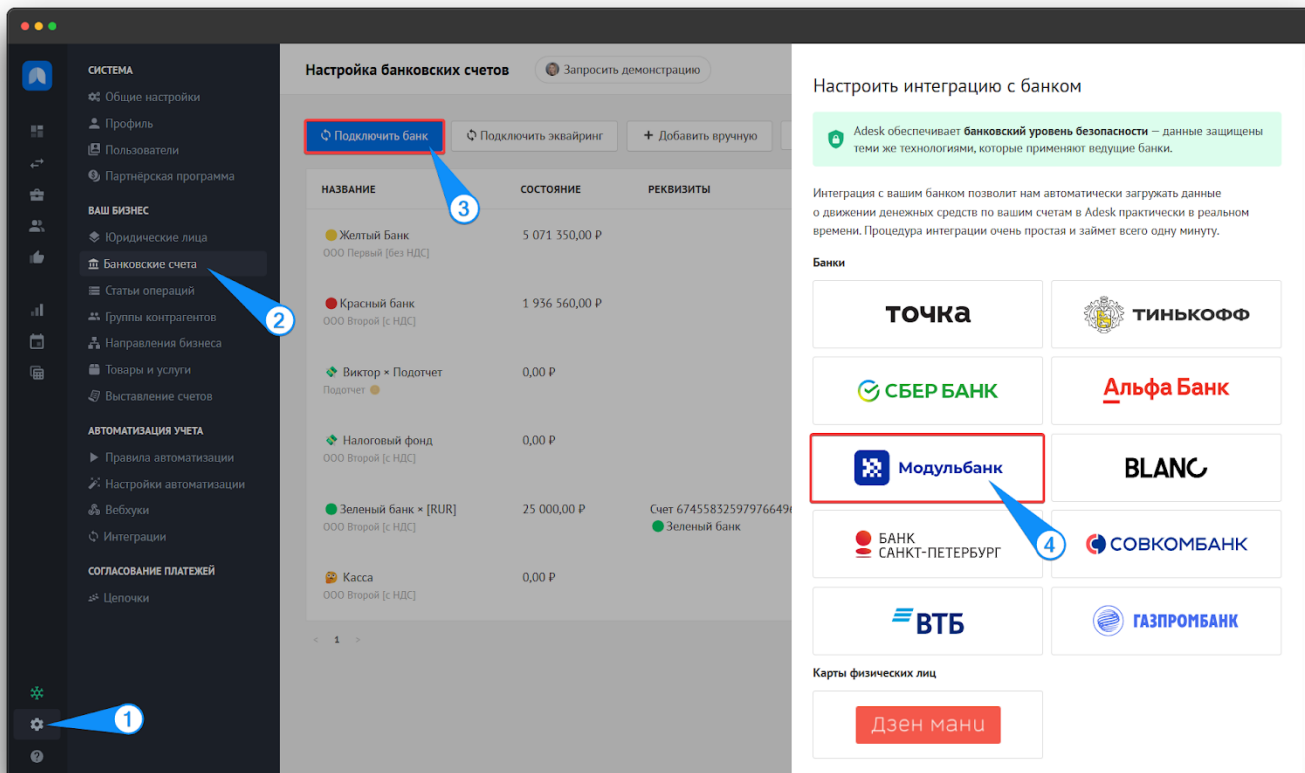 СИСТЕМА
Общие настройки
Профиль
Пользователи
Партнёрская программа
ВАШ БИЗНЕС
Юридические лица
Банковские счета
Статьи операций
Группы контрагентов
Направления бизнеса
Товары и услуги
Выставление счетов
АВТОМАТИЗАЦИЯ УЧЕТА
Правила автоматизации
Настройки автоматизации
Вебхуки
Интеграции
СОГЛАСОВАНИЕ ПЛАТЕЖЕЙ
Цепочки
1
2
Настройка банковских счетов
Запросить демонстрацию
Подключить банк
Подключить эквайринг
+ Добавить вручную
3
НАЗВАНИЕ СОСТОЯНИЕ РЕКВИЗИТЫ
Желтый Банк 5 071 350,00 ₽
ООО Первый [без НДС]
Красный банк 1 936 560,00 ₽
ООО Второй [с НДС]
Виктор × Подотчет 0,00 ₽
Подотчет
Налоговый фонд 0,00 ₽
ООО Второй [с НДС]
Зеленый банк × [RUR] 25 000,00 ₽ Счет 67455832597976649
ООО Второй [с НДС] Зеленый банк
Касса 0,00 ₽
ООО Второй [с НДС]
< 1 >
Настроить интеграцию с банком
Adesk обеспечивает банковский уровень безопасности — данные защищены
теми же технологиями, которые применяют ведущие банки.
Интеграция с вашим банком позволит нам автоматически загружать данные
о движении денежных средств по вашим счетам в Adesk практически в реальном
времени. Процедура интеграции очень простая и займет всего одну минуту.
Банки
точка
ТИНЬКОФФ
СБЕР БАНК
Альфа Банк
Модульбанк
BLANC
4
БАНК
САНКТ-ПЕТЕРБУРГ
СОВКОМБАНК
ВТБ
ГАЗПРОМБАНК
Карты физических лиц
Дзен мани